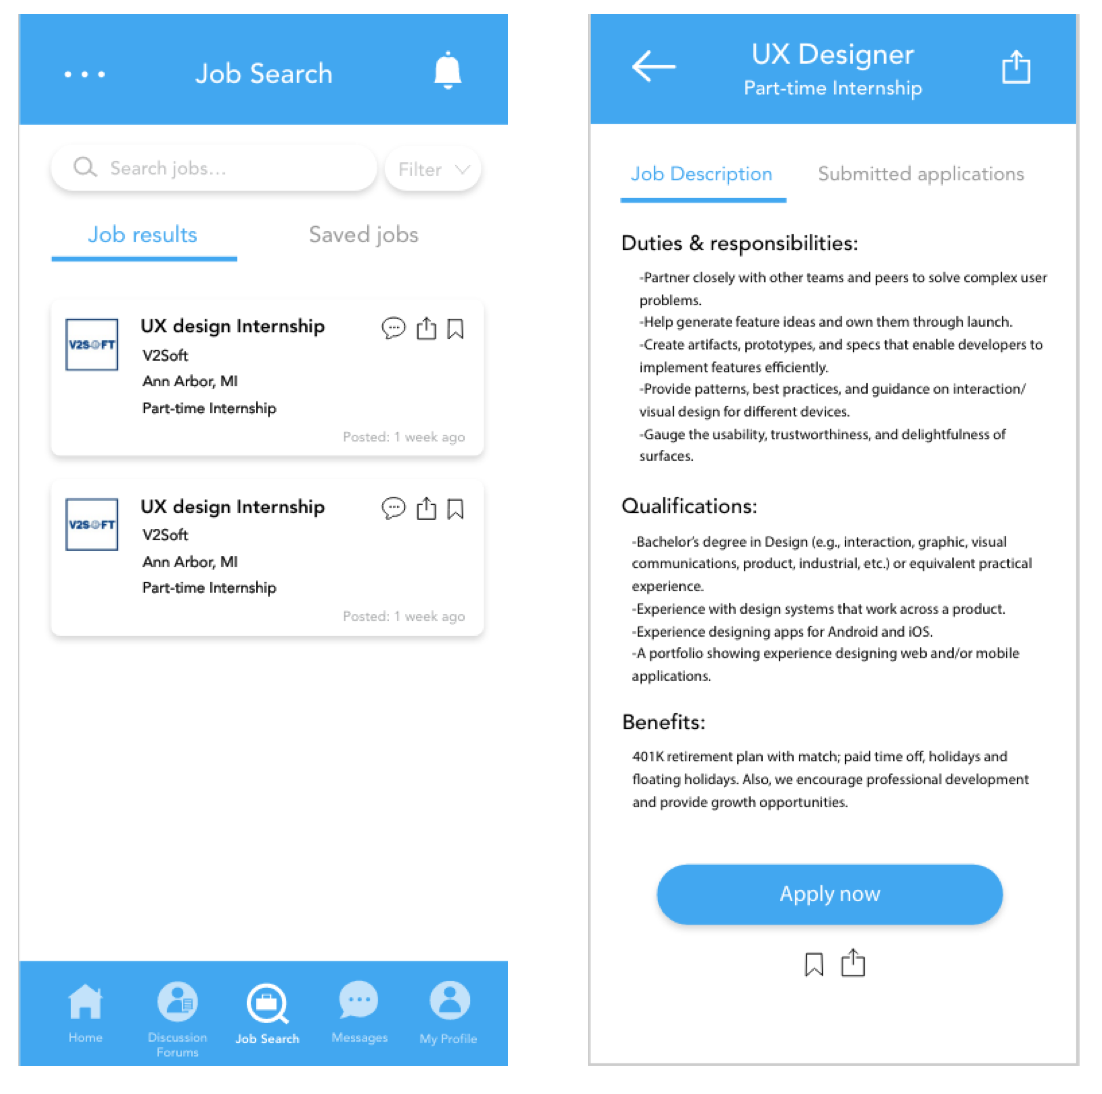 Job Search
Search jobs...
Filter
Job results
Saved jobs
V2SOFT
UX design Internship
V2Soft
Ann Arbor, MI
Part-time Internship
Posted: 1 week ago
V2SOFT
UX design Internship
V2Soft
Ann Arbor, MI
Part-time Internship
Posted: 1 week ago
Home
Discussion
Forums
Job Search
Messages
My Profile
UX Designer
Part-time Internship
Job Description
Submitted applications
Duties & responsibilities:
-Partner closely with other teams and peers to solve complex user
problems.
-Help generate feature ideas and own them through launch.
-Create artifacts, prototypes, and specs that enable developers to
implement features efficiently.
-Provide patterns, best practices, and guidance on interaction/
visual design for different devices.
-Gauge the usability, trustworthiness, and delightfulness of
surfaces.
Qualifications:
-Bachelor's degree in Design (e.g., interaction, graphic, visual
communications, product, industrial, etc.) or equivalent practical
experience.
-Experience with design systems that work across a product.
-Experience designing apps for Android and iOS.
-A portfolio showing experience designing web and/or mobile
applications.
Benefits:
401K retirement plan with match; paid time off, holidays and
floating holidays. Also, we encourage professional development
and provide growth opportunities.
Apply now